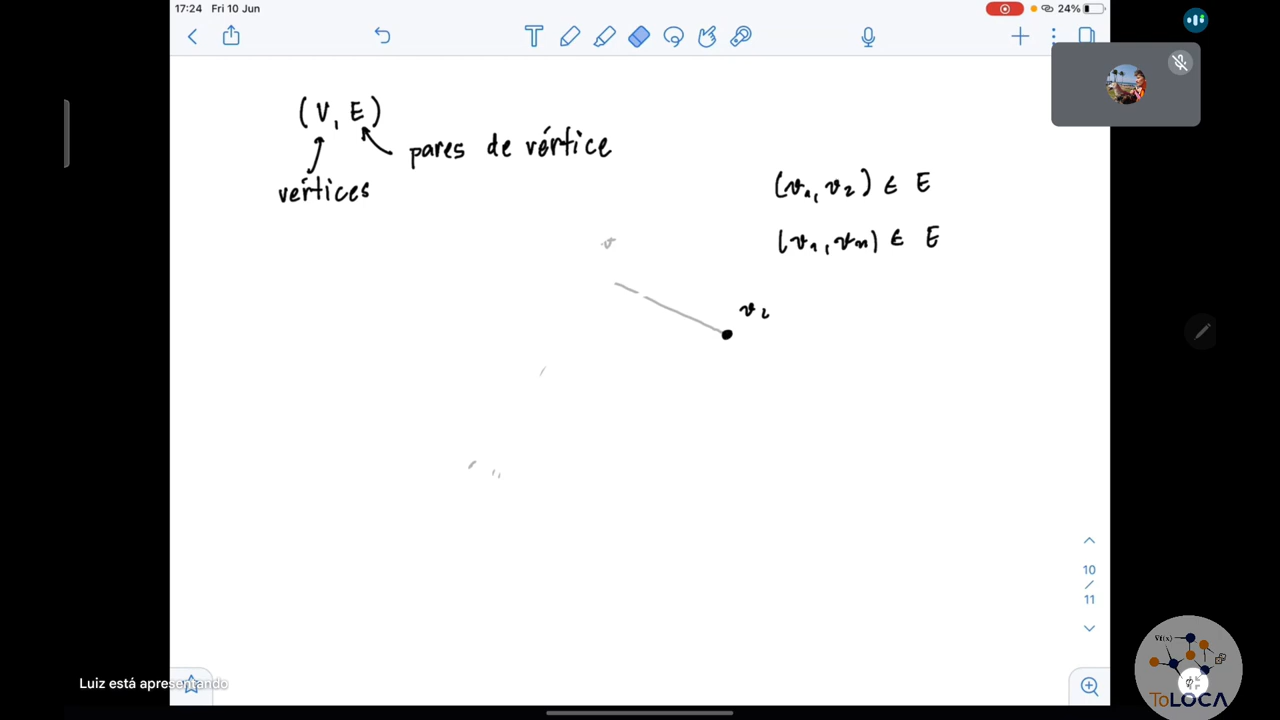 17:24 Fri 10 Jun
24%
(V, E)
pares de vértice
vértices
(v1, v2) ∈ E
(v1, vn) ∈ E
v
v2
10
/
11
Luiz está apresentando
∇f(x)
ToLOCA